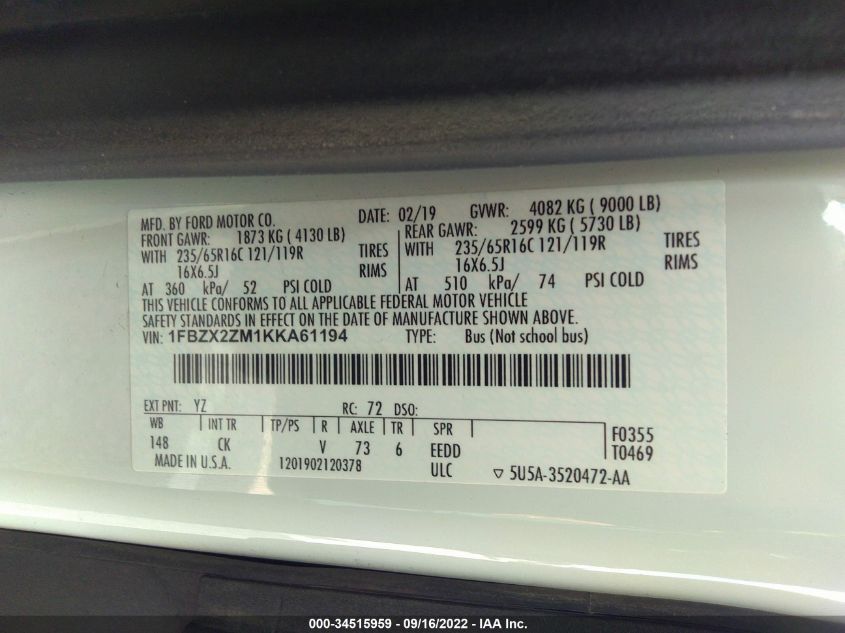 MFD. BY FORD MOTOR CO. DATE: 02/19 GVWR: 4082 KG ( 9000 LB)
FRONT GAWR: 1873 KG ( 4130 LB) REAR GAWR: 2599 KG ( 5730 LB)
WITH 235/65R16C 121/119R TIRES WITH 235/65R16C 121/119R TIRES
16X6.5J RIMS 16X6.5J RIMS
AT 360 kPa/ 52 PSI COLD AT 510 kPa/ 74 PSI COLD
THIS VEHICLE CONFORMS TO ALL APPLICABLE FEDERAL MOTOR VEHICLE
SAFETY STANDARDS IN EFFECT ON THE DATE OF MANUFACTURE SHOWN ABOVE.
VIN: 1FBZX2ZM1KKA61194 TYPE: Bus (Not school bus)
EXT PNT: YZ RC: 72 DSO:
WB INT TR TP/PS R AXLE TR SPR F0355
148 CK V 73 6 EEDD T0469
MADE IN U.S.A. 1201902120378 ULC ▽ 5U5A-3520472-AA
000-34515959 - 09/16/2022 - IAA Inc.